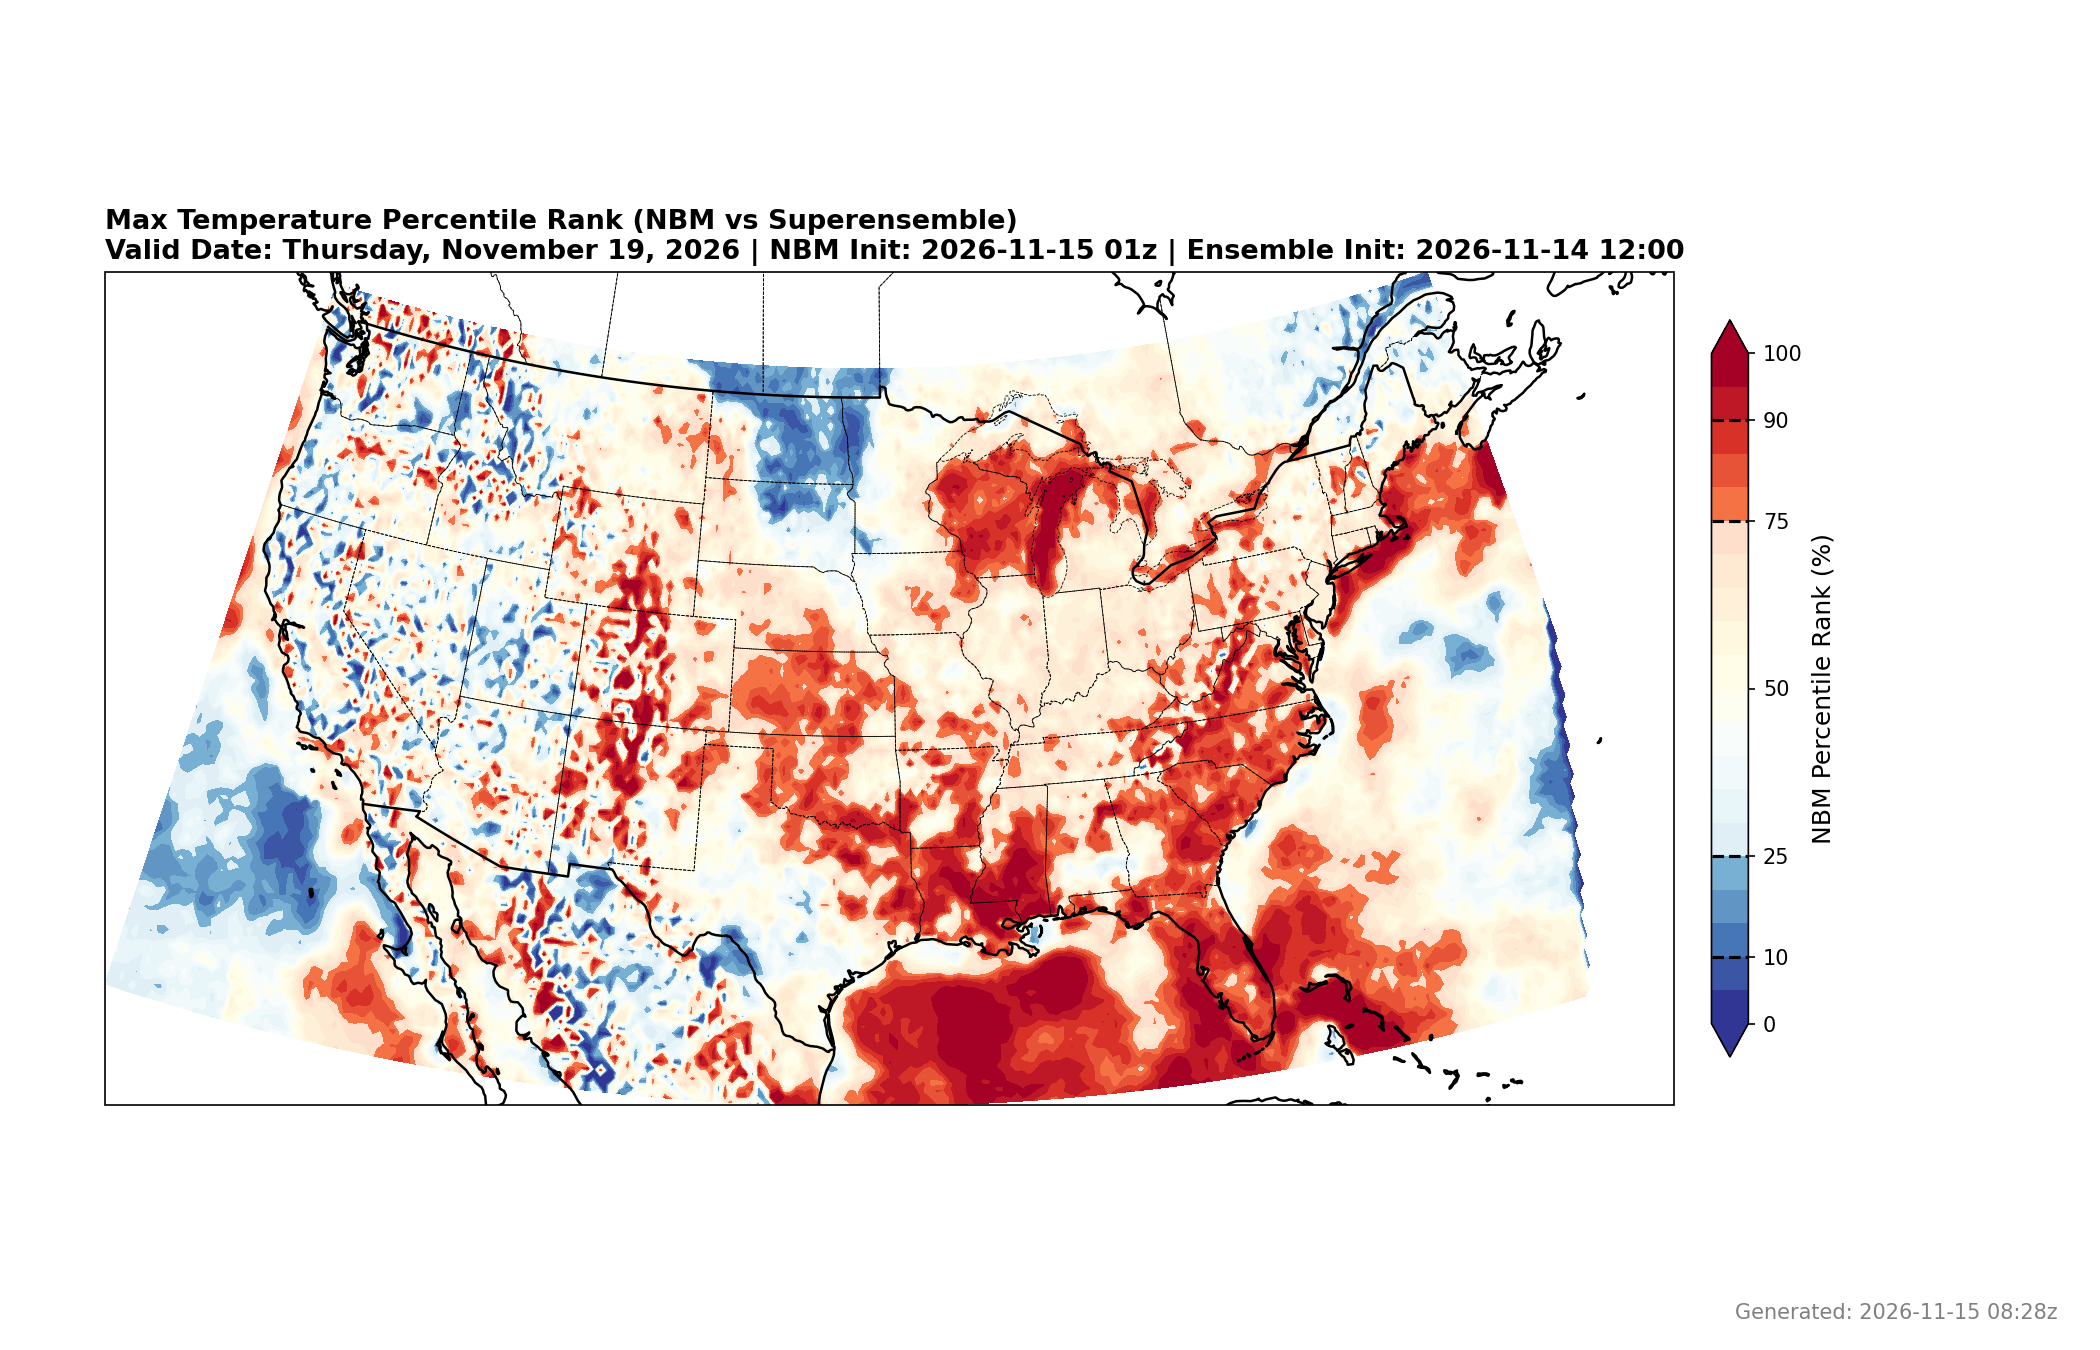 Max Temperature Percentile Rank (NBM vs Superensemble)
Valid Date: Thursday, November 19, 2026 | NBM Init: 2026-11-15 01z | Ensemble Init: 2026-11-14 12:00
100
90
75
50
25
10
0
NBM Percentile Rank (%)
Generated: 2026-11-15 08:28z